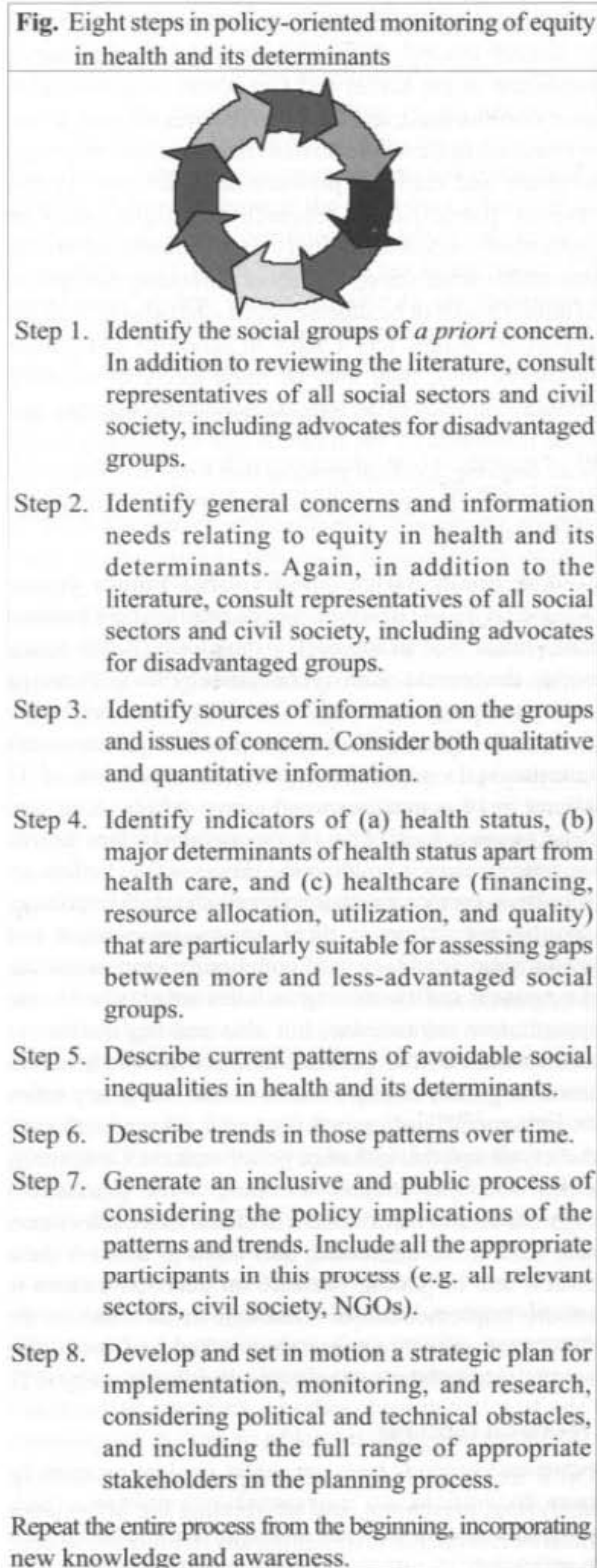 Fig. Eight steps in policy-oriented monitoring of equity
in health and its determinants
Step 1. Identify the social groups of a priori concern.
In addition to reviewing the literature, consult
representatives of all social sectors and civil
society, including advocates for disadvantaged
groups.
Step 2. Identify general concerns and information
needs relating to equity in health and its
determinants. Again, in addition to the
literature, consult representatives of all social
sectors and civil society, including advocates
for disadvantaged groups.
Step 3. Identify sources of information on the groups
and issues of concern. Consider both qualitative
and quantitative information.
Step 4. Identify indicators of (a) health status, (b)
major determinants of health status apart from
health care, and (c) healthcare (financing,
resource allocation, utilization, and quality)
that are particularly suitable for assessing gaps
between more and less-advantaged social
groups.
Step 5. Describe current patterns of avoidable social
inequalities in health and its determinants.
Step 6. Describe trends in those patterns over time.
Step 7. Generate an inclusive and public process of
considering the policy implications of the
patterns and trends. Include all the appropriate
participants in this process (e.g. all relevant
sectors, civil society, NGOs).
Step 8. Develop and set in motion a strategic plan for
implementation, monitoring, and research,
considering political and technical obstacles,
and including the full range of appropriate
stakeholders in the planning process.
Repeat the entire process from the beginning, incorporating
new knowledge and awareness.